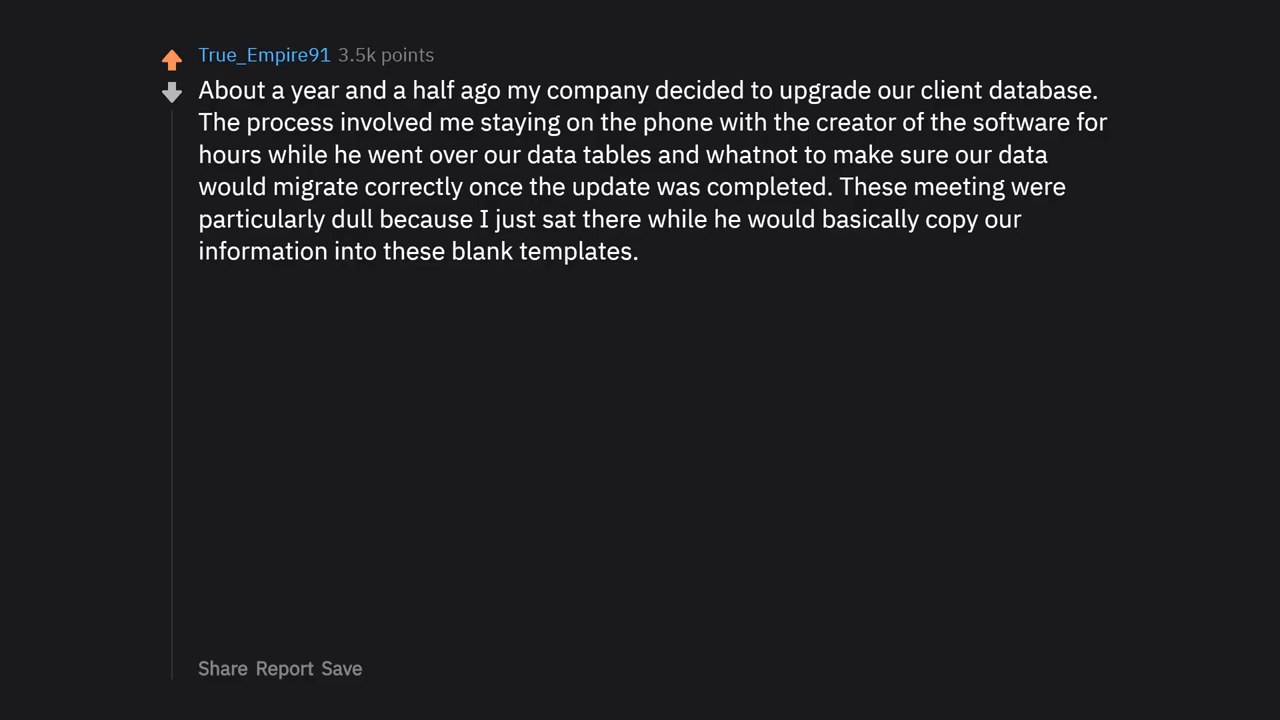 True_Empire91 3.5k points
About a year and a half ago my company decided to upgrade our client database.
The process involved me staying on the phone with the creator of the software for
hours while he went over our data tables and whatnot to make sure our data
would migrate correctly once the update was completed. These meeting were
particularly dull because I just sat there while he would basically copy our
information into these blank templates.
Share Report Save